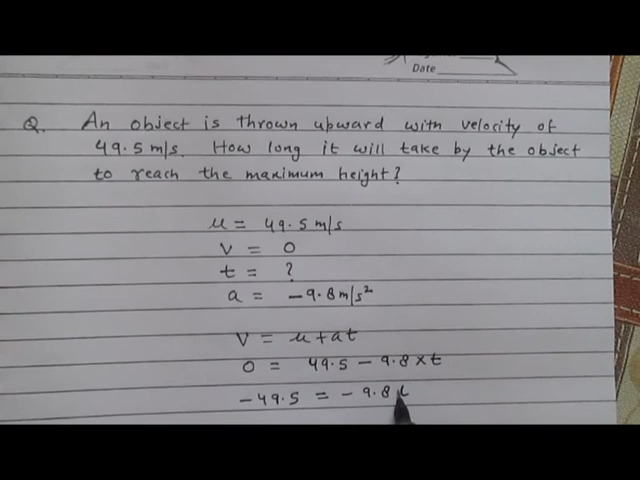 Date
Q. An object is thrown upward with velocity of
49.5 m/s. How long it will take by the object
to reach the maximum height?
u = 49.5 m/s
v = 0
t = ?
a = -9.8 m/s²
v = u + at
0 = 49.5 - 9.8 × t
-49.5 = -9.8 t